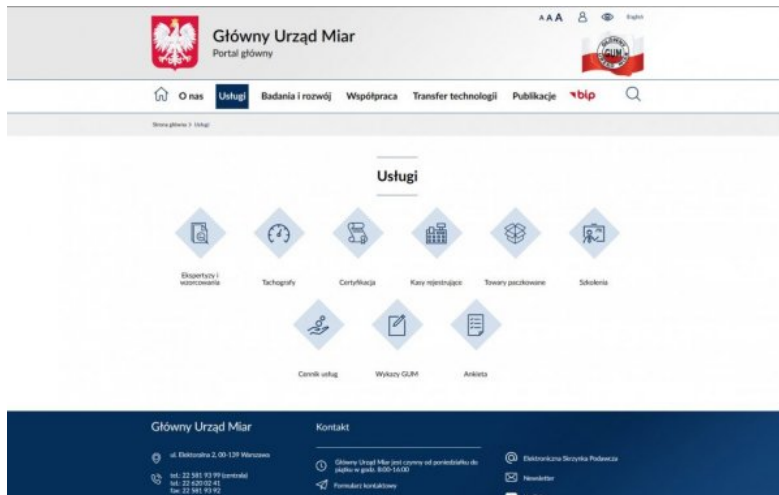 Główny Urząd Miar
Portal główny
A A A
English
GŁÓWNY
GUM
URZĄD MIAR
O nas
Usługi
Badania i rozwój
Współpraca
Transfer technologii
Publikacje
bip
Strona główna > Usługi
Usługi
Ekspertyzy i
wzorcowania
Tachografy
Certyfikacja
Kasy rejestrujące
Towary paczkowane
Szkolenia
Cennik usług
Wykazy GUM
Ankieta
Główny Urząd Miar
ul. Elektoralna 2, 00-139 Warszawa
tel.: 22 581 93 99 (centrala)
tel.: 22 620 02 41
fax: 22 581 93 92
Kontakt
Główny Urząd Miar jest czynny od poniedziałku do
piątku w godz. 8:00-16:00
Formularz kontaktowy
Elektroniczna Skrzynka Podawcza
Newsletter